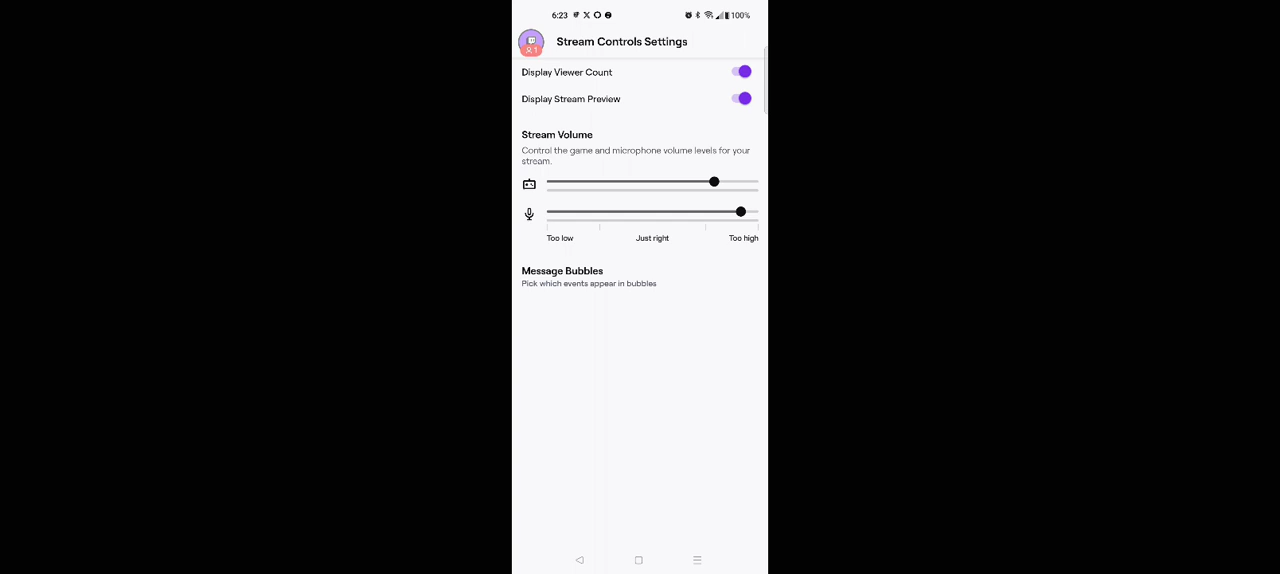 6:23
100%
1
Stream Controls Settings
Display Viewer Count
Display Stream Preview
Stream Volume
Control the game and microphone volume levels for your
stream.
Too low
Just right
Too high
Message Bubbles
Pick which events appear in bubbles